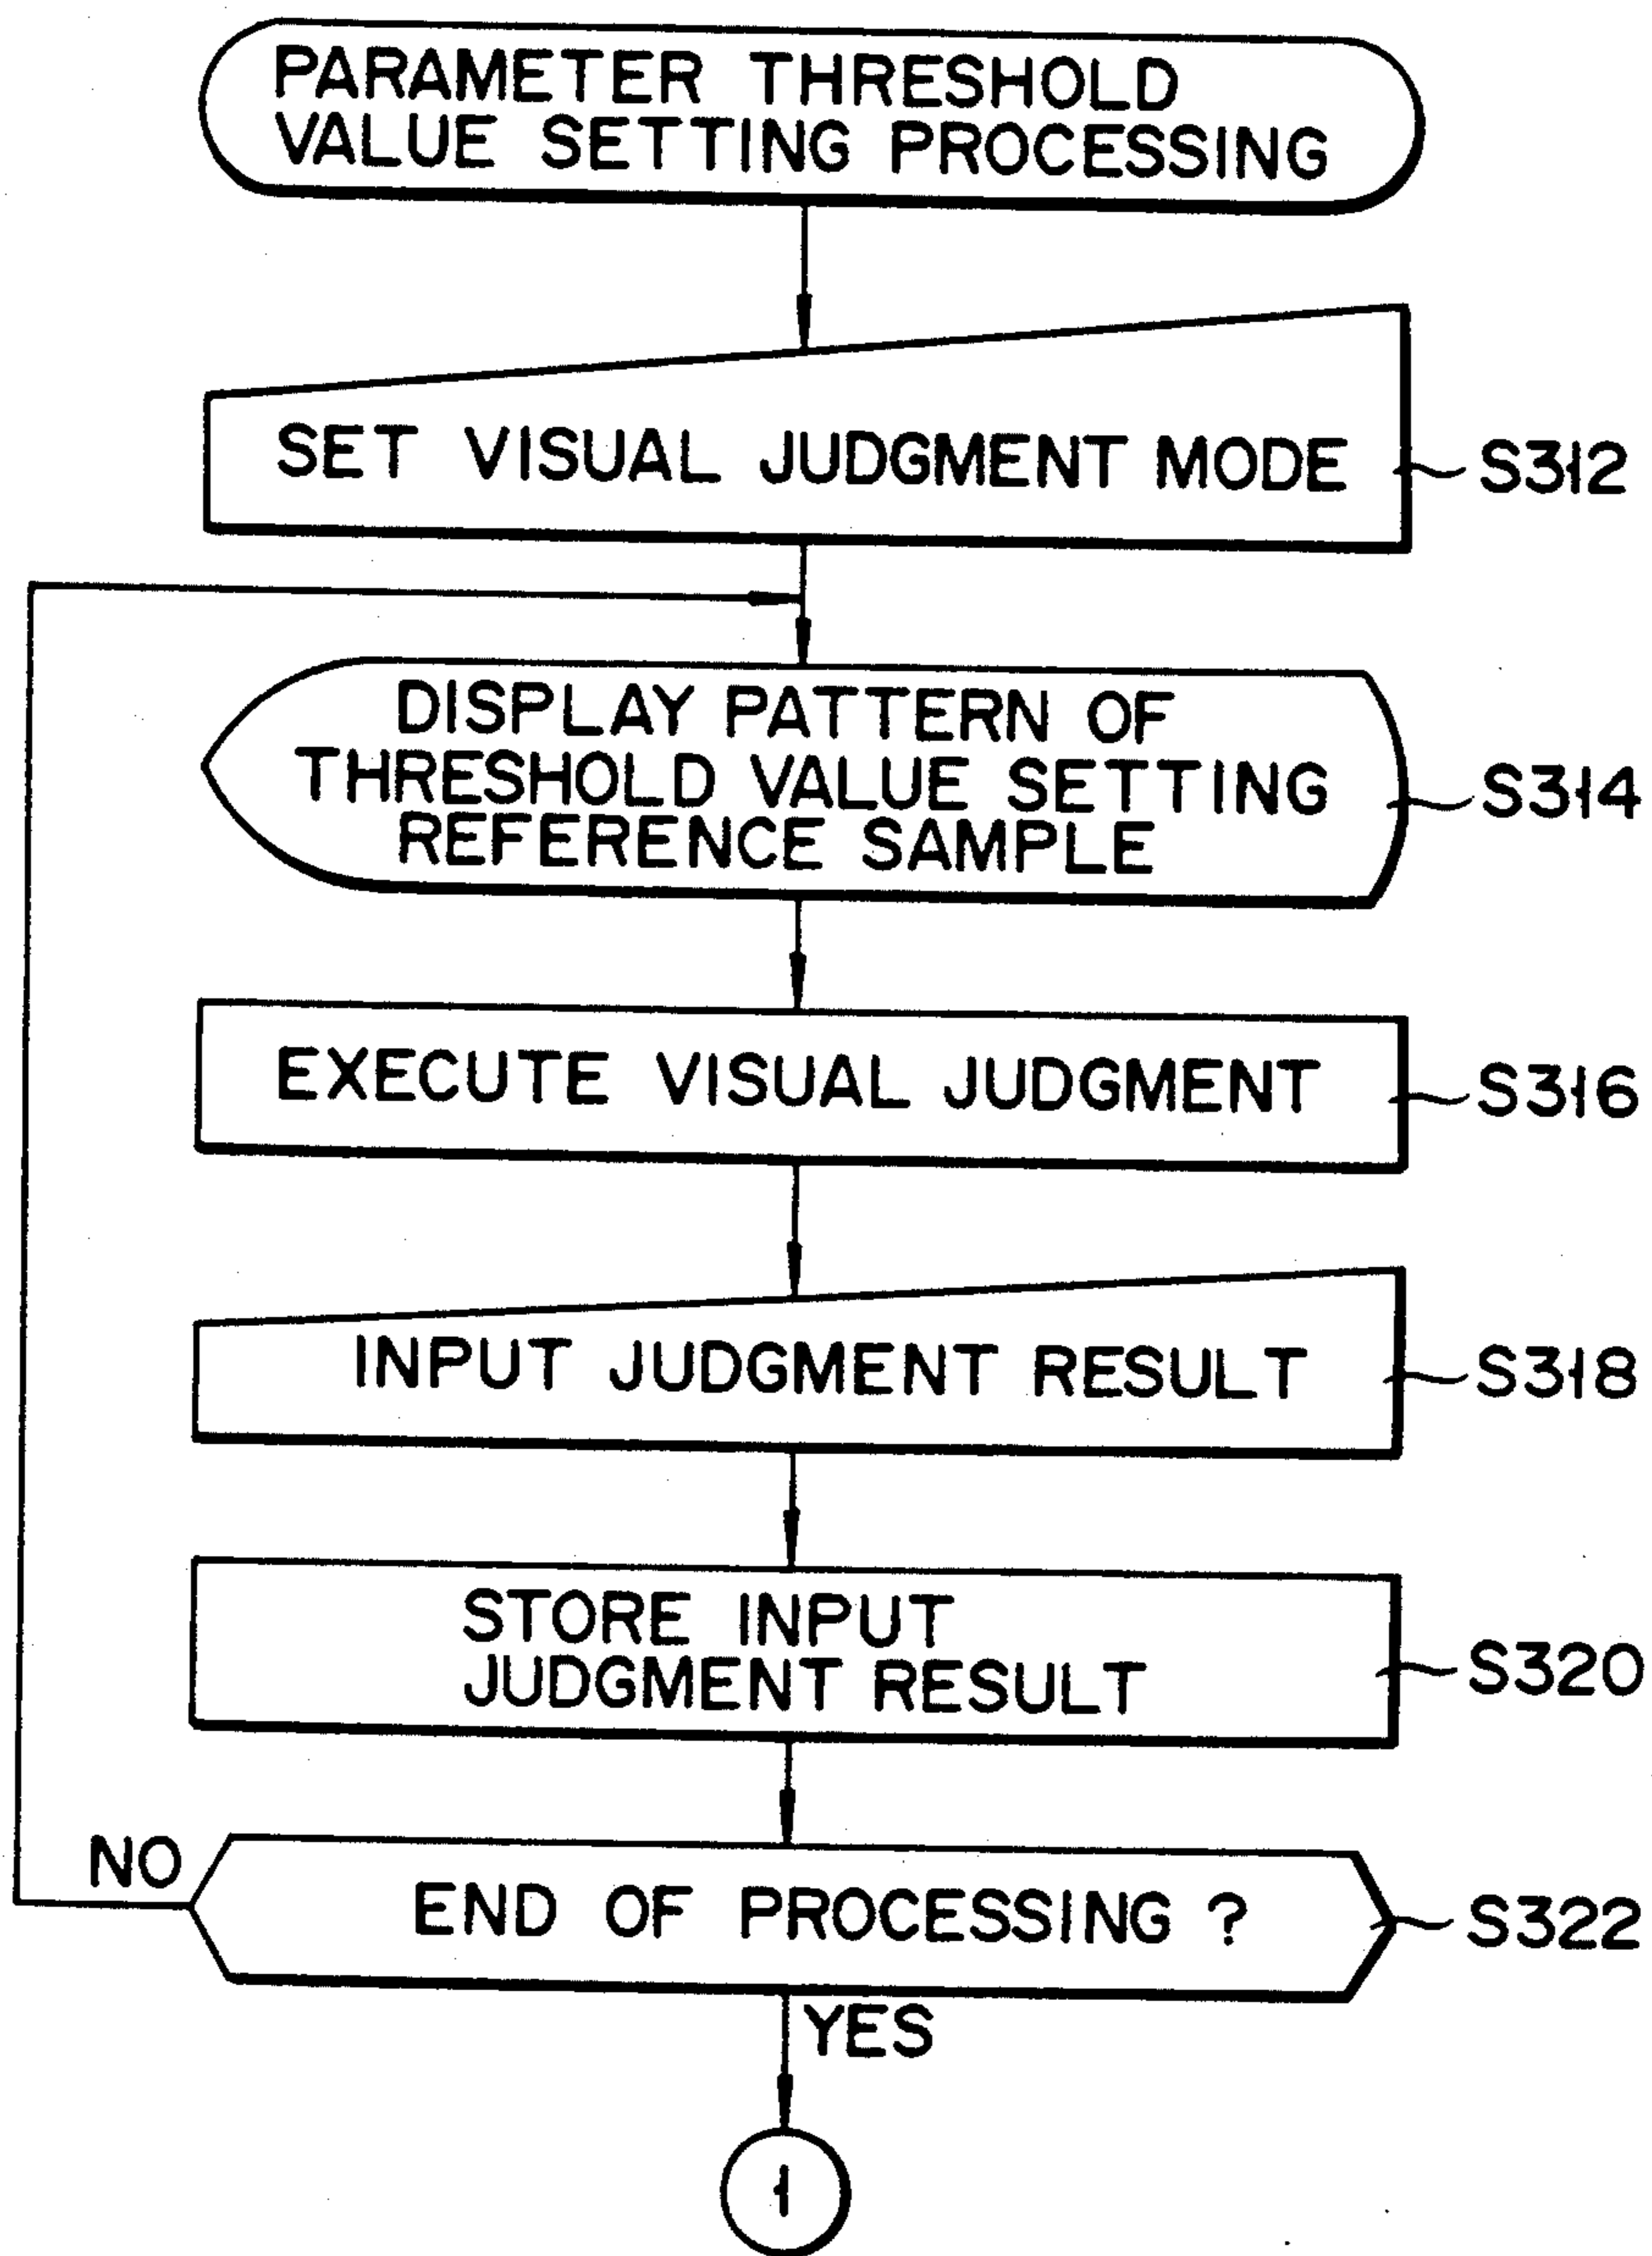 PARAMETER THRESHOLD
VALUE SETTING PROCESSING
SET VISUAL JUDGMENT MODE
S312
DISPLAY PATTERN OF
THRESHOLD VALUE SETTING
REFERENCE SAMPLE
S314
EXECUTE VISUAL JUDGMENT
S316
INPUT JUDGMENT RESULT
S318
STORE INPUT
JUDGMENT RESULT
S320
NO
END OF PROCESSING ?
S322
YES
1